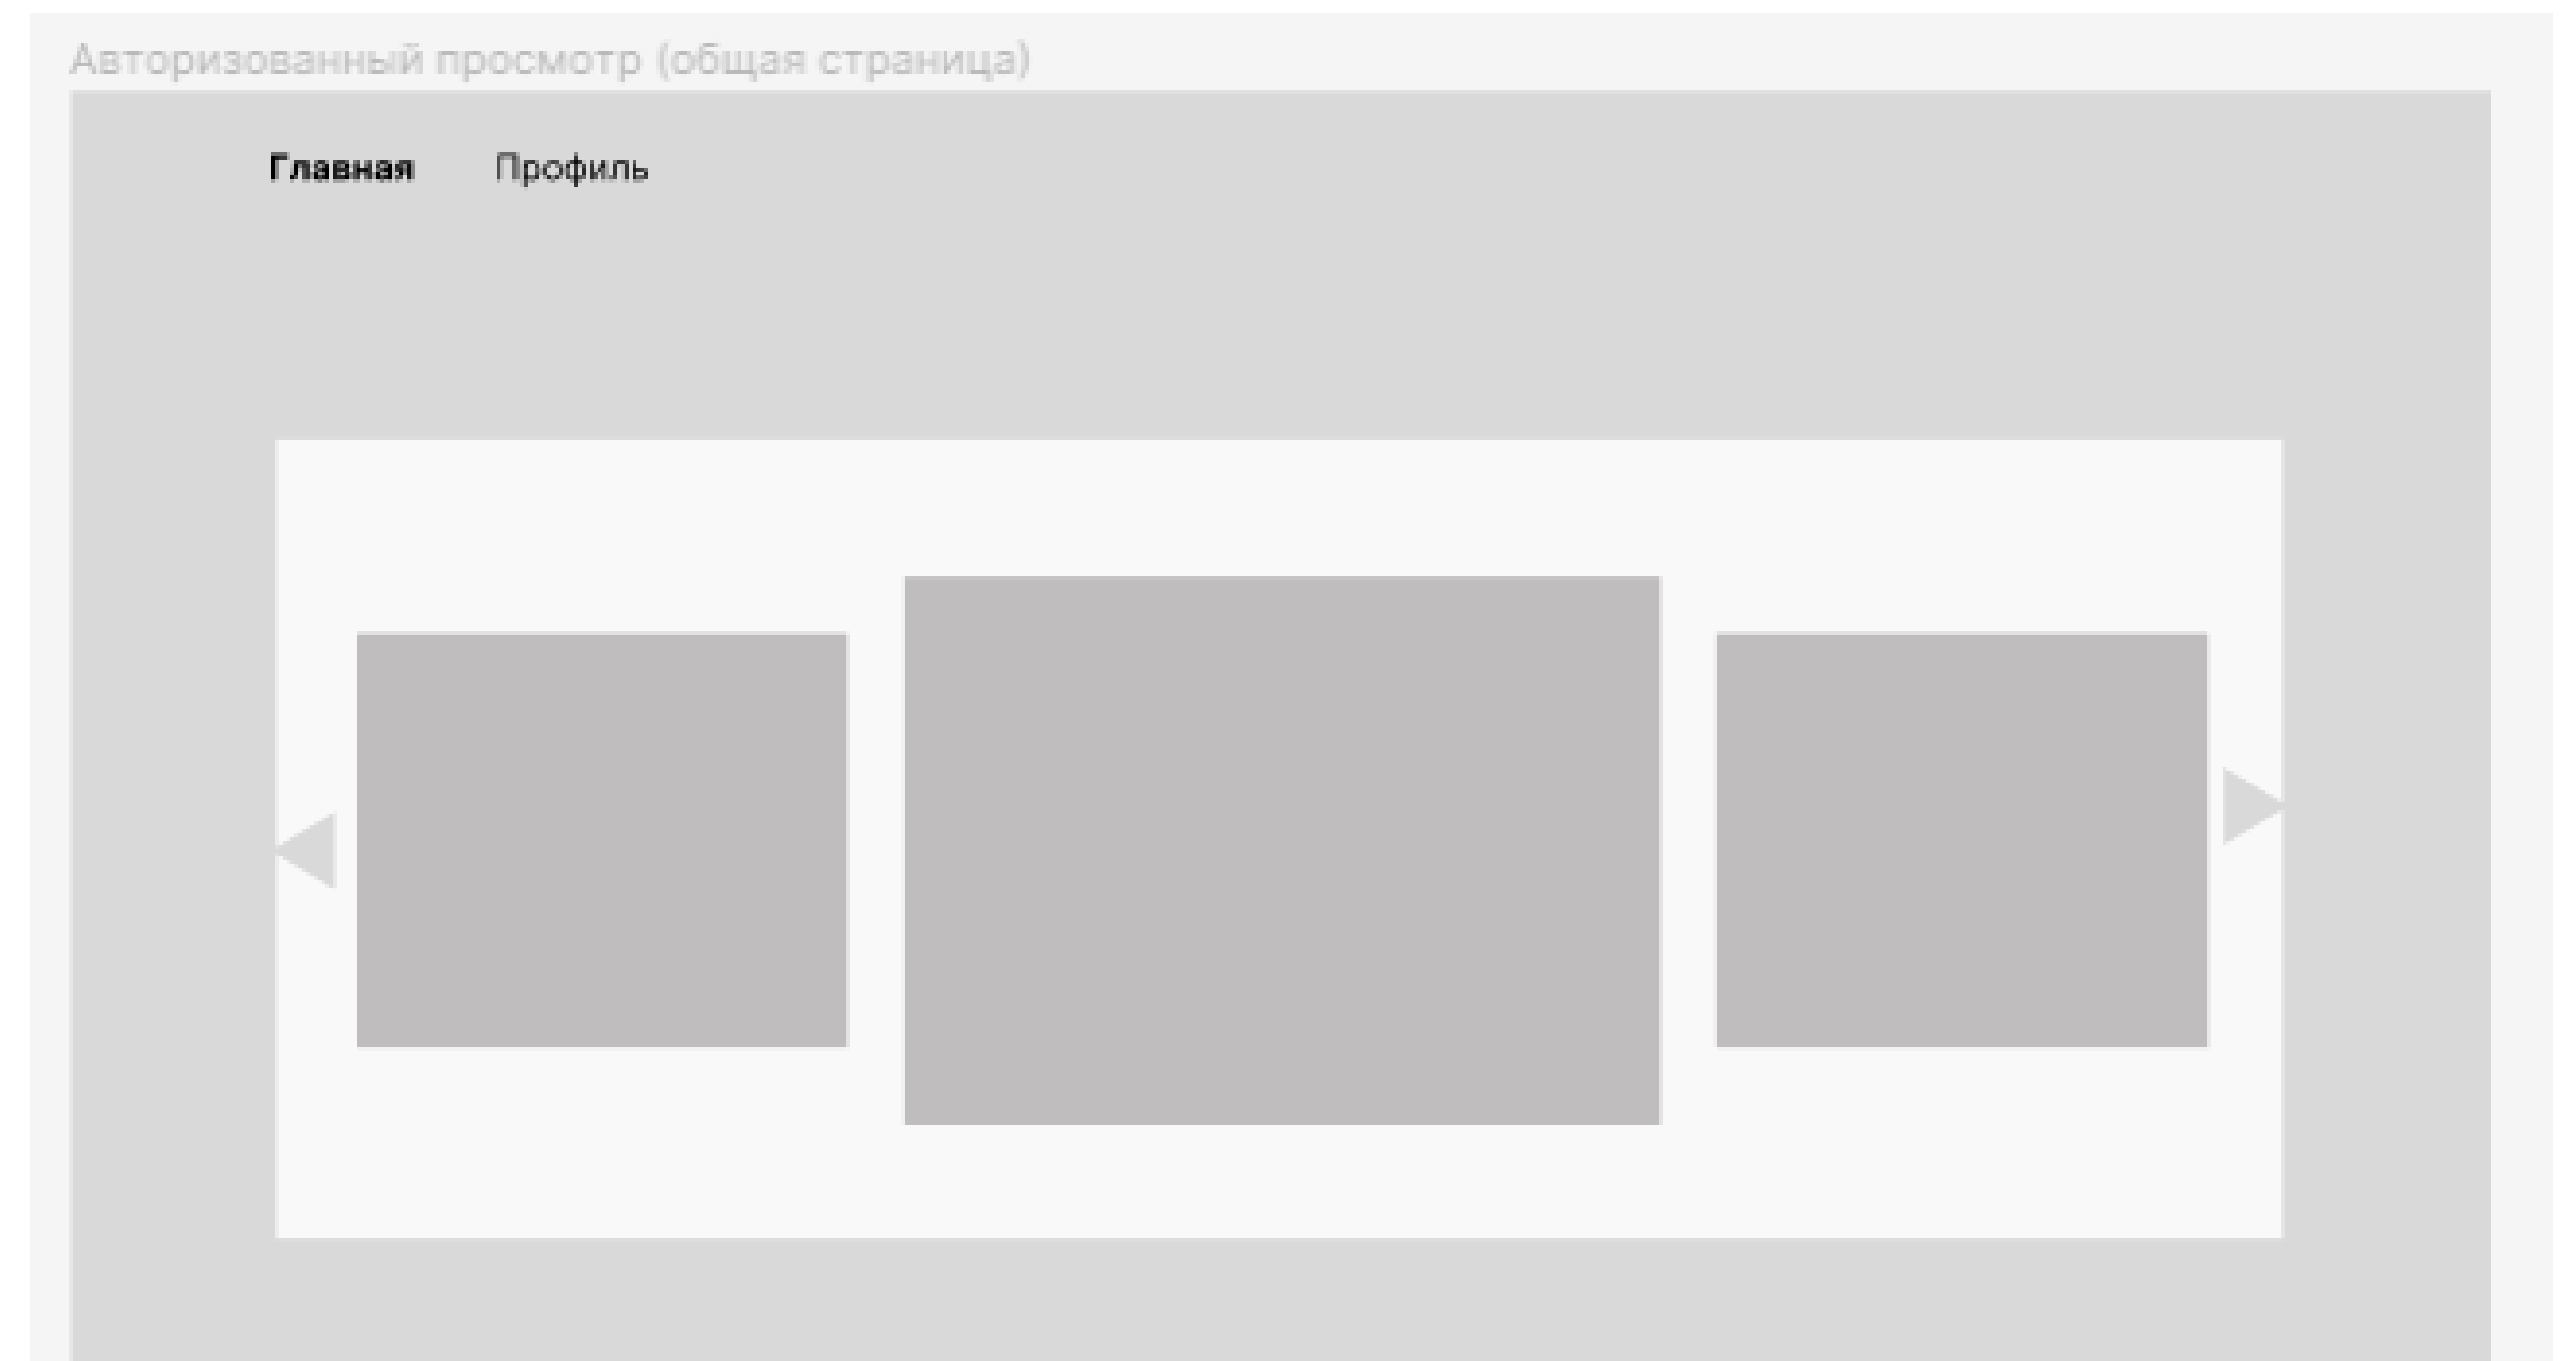 Авторизованный просмотр (общая страница)
Главная Профиль